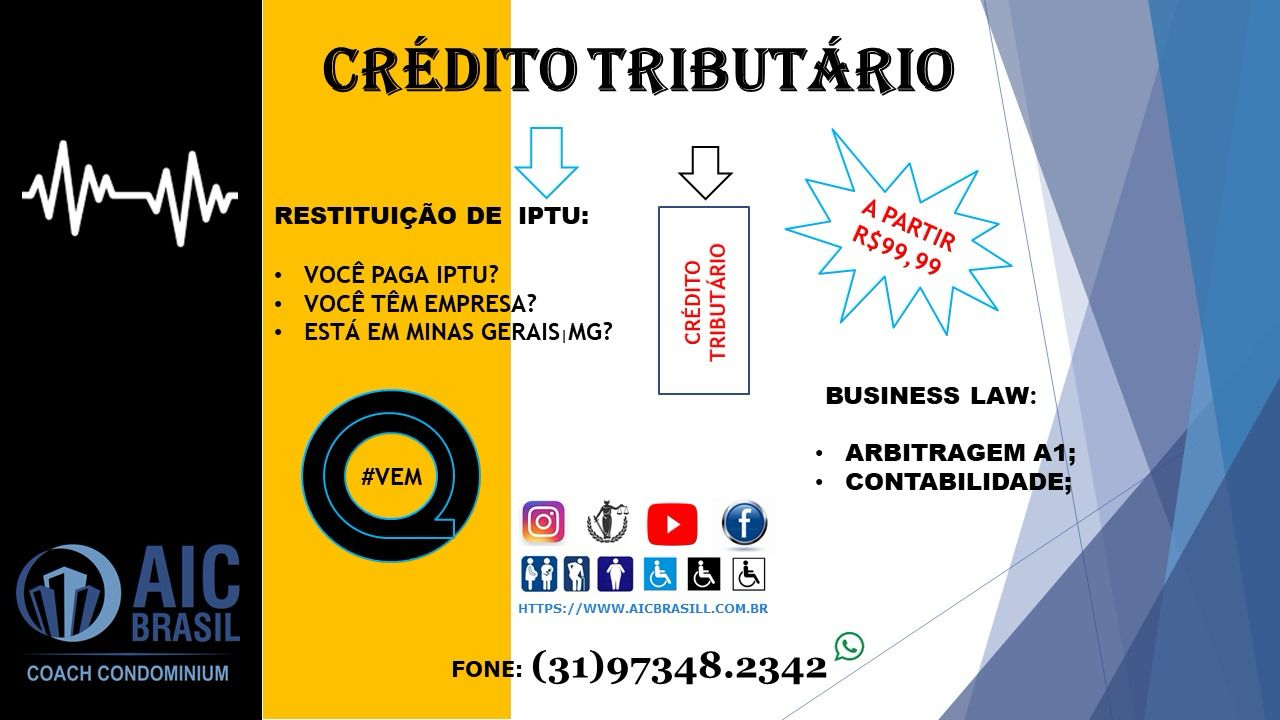 CRÉDITO TRIBUTÁRIO
RESTITUIÇÃO DE IPTU:
• VOCÊ PAGA IPTU?
• VOCÊ TÊM EMPRESA?
• ESTÁ EM MINAS GERAIS|MG?
#VEM
CRÉDITO
TRIBUTÁRIO
A PARTIR
R$99,99
BUSINESS LAW:
• ARBITRAGEM A1;
• CONTABILIDADE;
HTTPS://WWW.AICBRASILL.COM.BR
FONE: (31)97348.2342
AIC
BRASIL
COACH CONDOMINIUM